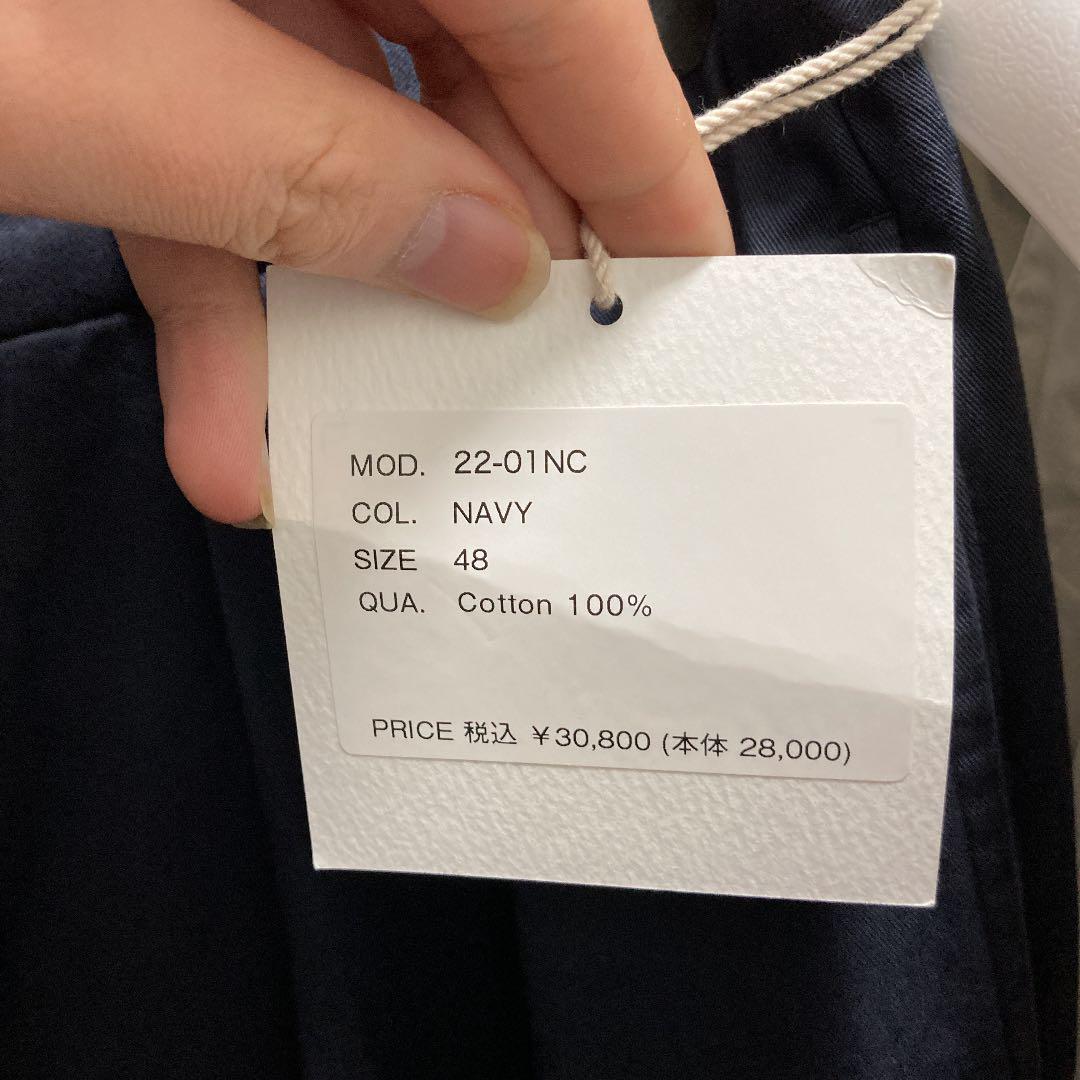 MOD. 22-01NC
COL. NAVY
SIZE 48
QUA. Cotton 100%
PRICE 税込 ¥30,800 (本体 28,000)